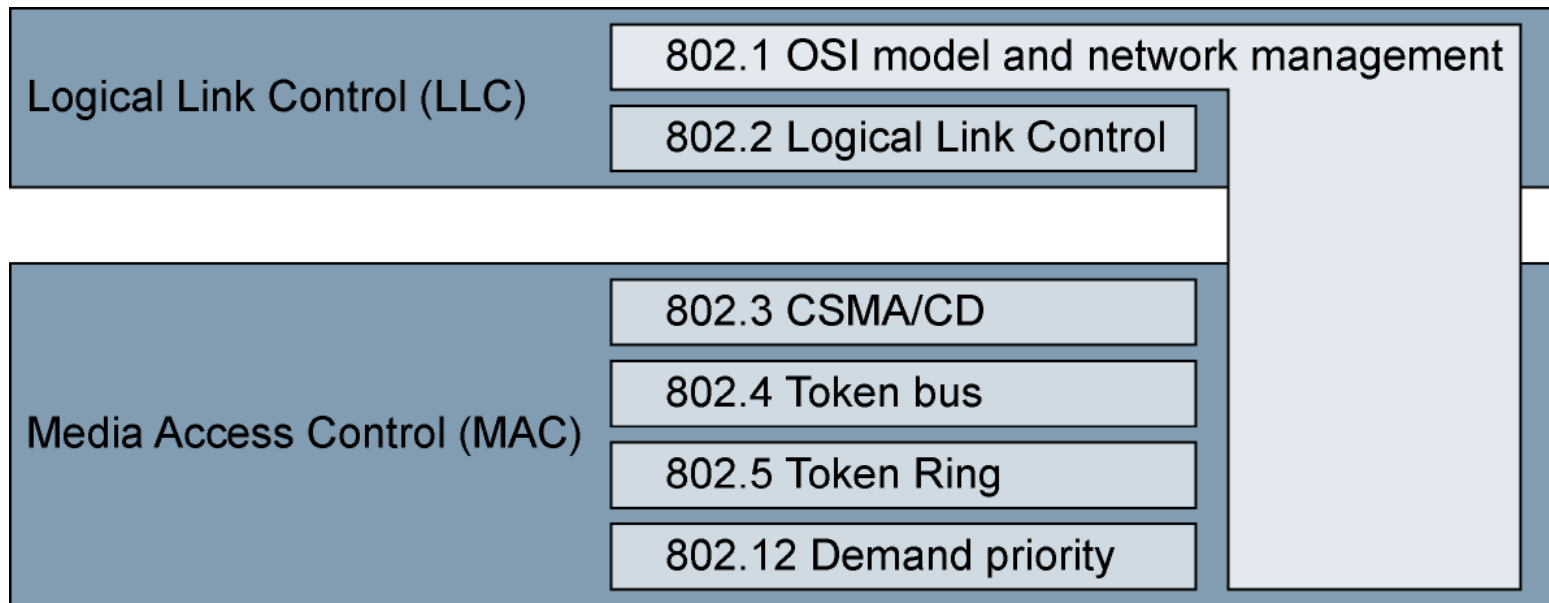 Logical Link Control (LLC)
802.1 OSI model and network management
802.2 Logical Link Control
Media Access Control (MAC)
802.3 CSMA/CD
802.4 Token bus
802.5 Token Ring
802.12 Demand priority